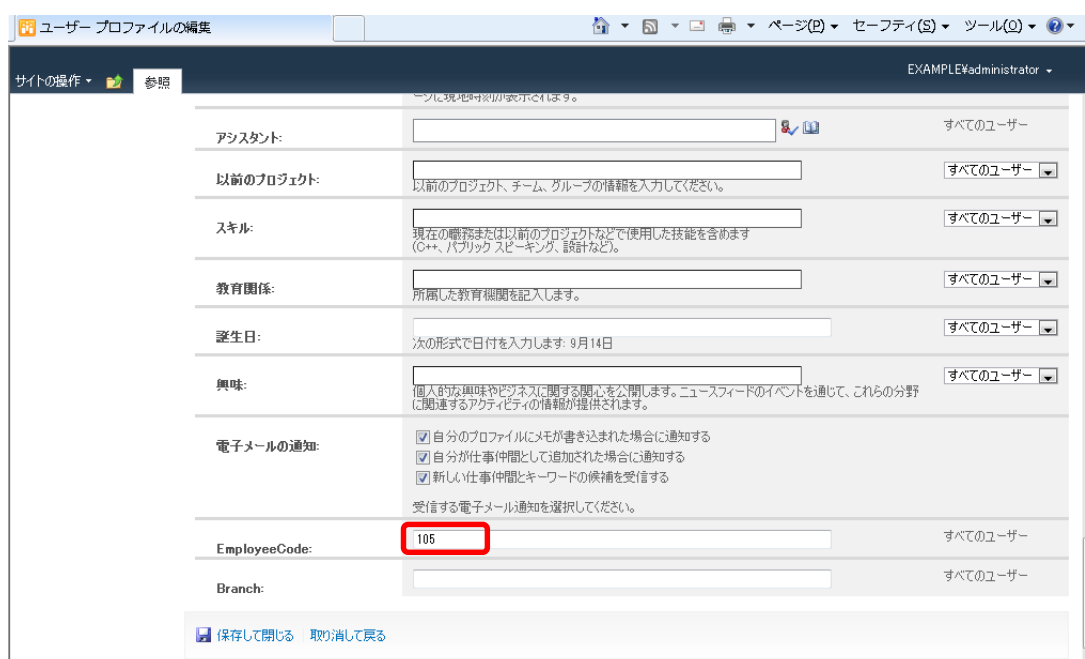 ユーザー プロファイルの編集
ページ(P) セーフティ(S) ツール(O)
EXAMPLE¥administrator
サイトの操作 参照
ージに現地時刻が表示されます。
アシスタント: すべてのユーザー
以前のプロジェクト: すべてのユーザー
以前のプロジェクト、チーム、グループの情報を入力してください。
スキル: すべてのユーザー
現在の職務または以前のプロジェクトなどで使用した技能を含めます
(C++、パブリック スピーキング、設計など)。
教育関係: すべてのユーザー
所属した教育機関を記入します。
誕生日: すべてのユーザー
次の形式で日付を入力します: 9月14日
興味: すべてのユーザー
個人的な興味やビジネスに関する関心を公開します。ニュースフィードのイベントを通じて、これらの分野
に関連するアクティビティの情報が提供されます。
電子メールの通知: 自分のプロファイルにメモが書き込まれた場合に通知する
自分が仕事仲間として追加された場合に通知する
新しい仕事仲間とキーワードの候補を受信する
受信する電子メール通知を選択してください。
EmployeeCode: 105 すべてのユーザー
Branch: すべてのユーザー
保存して閉じる 取り消して戻る